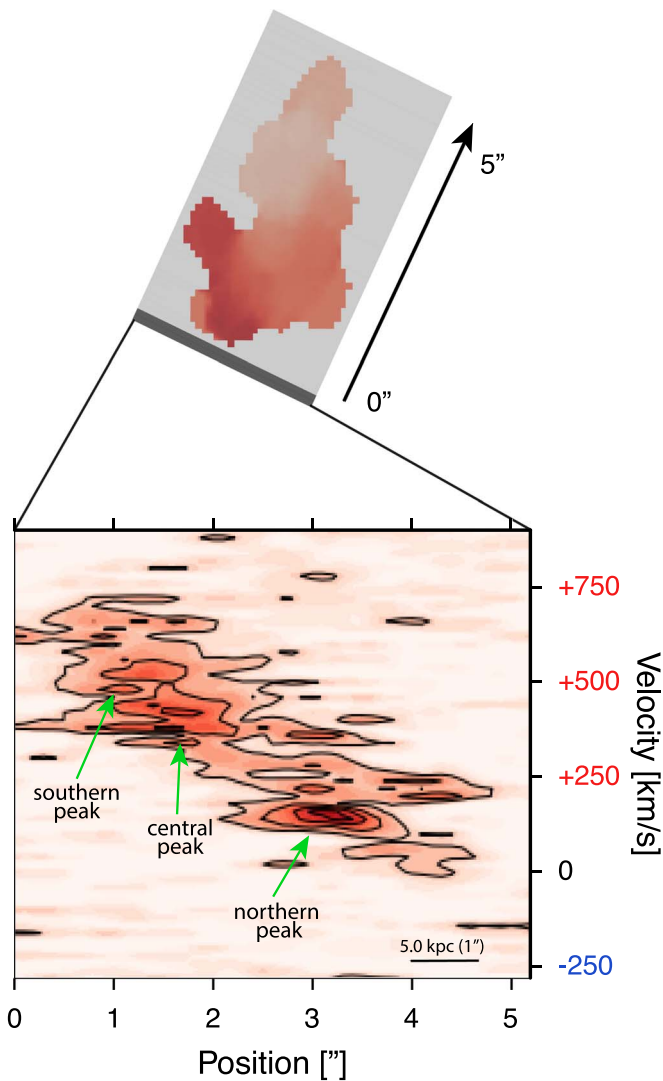 5”
0”
+750
+500
+250
0
-250
Velocity [km/s]
southern
peak
central
peak
northern
peak
5.0 kpc (1”)
0 1 2 3 4 5
Position [”]